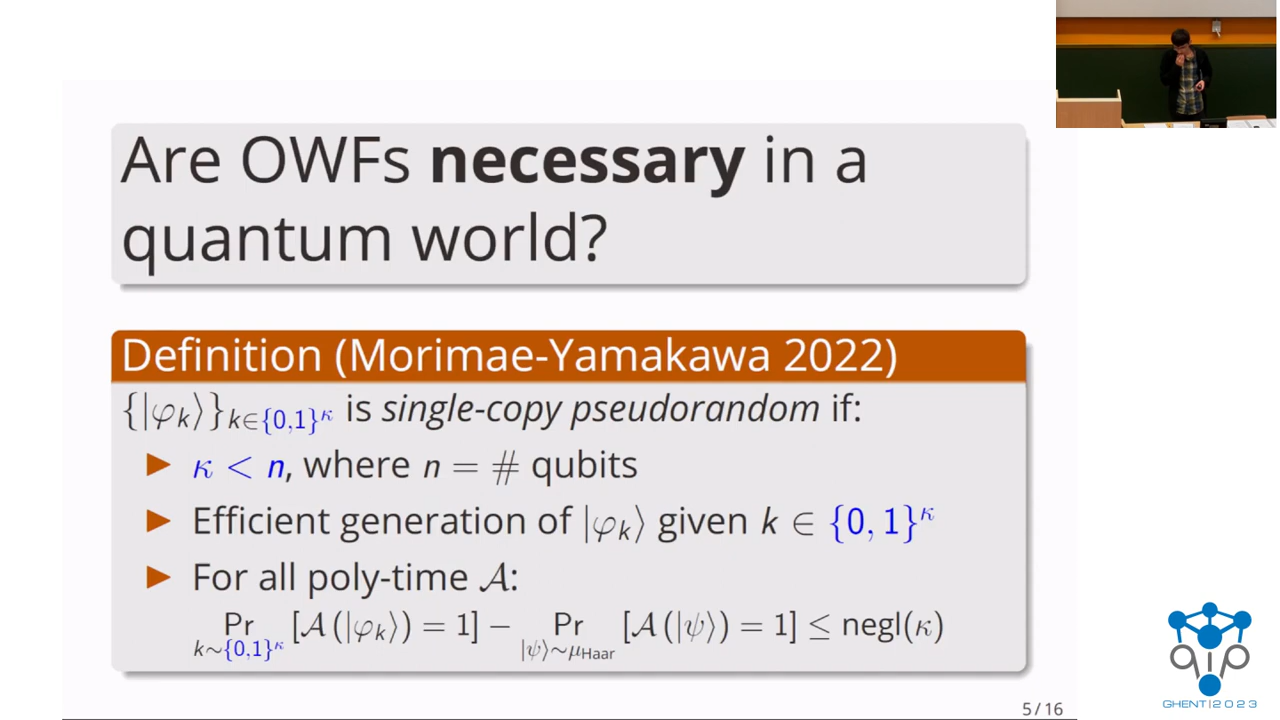 Are OWFs necessary in a
quantum world?
Definition (Morimae-Yamakawa 2022)
{|φ_k⟩}_{k∈{0,1}^κ} is single-copy pseudorandom if:
▶ κ < n, where n = # qubits
▶ Efficient generation of |φ_k⟩ given k ∈ {0, 1}^κ
▶ For all poly-time 𝒜:
Pr_{k∼{0,1}^κ} [𝒜(|φ_k⟩) = 1] − Pr_{|ψ⟩∼μ_Haar} [𝒜(|ψ⟩) = 1] ≤ negl(κ)
5 / 16
qip
GHENT|2023